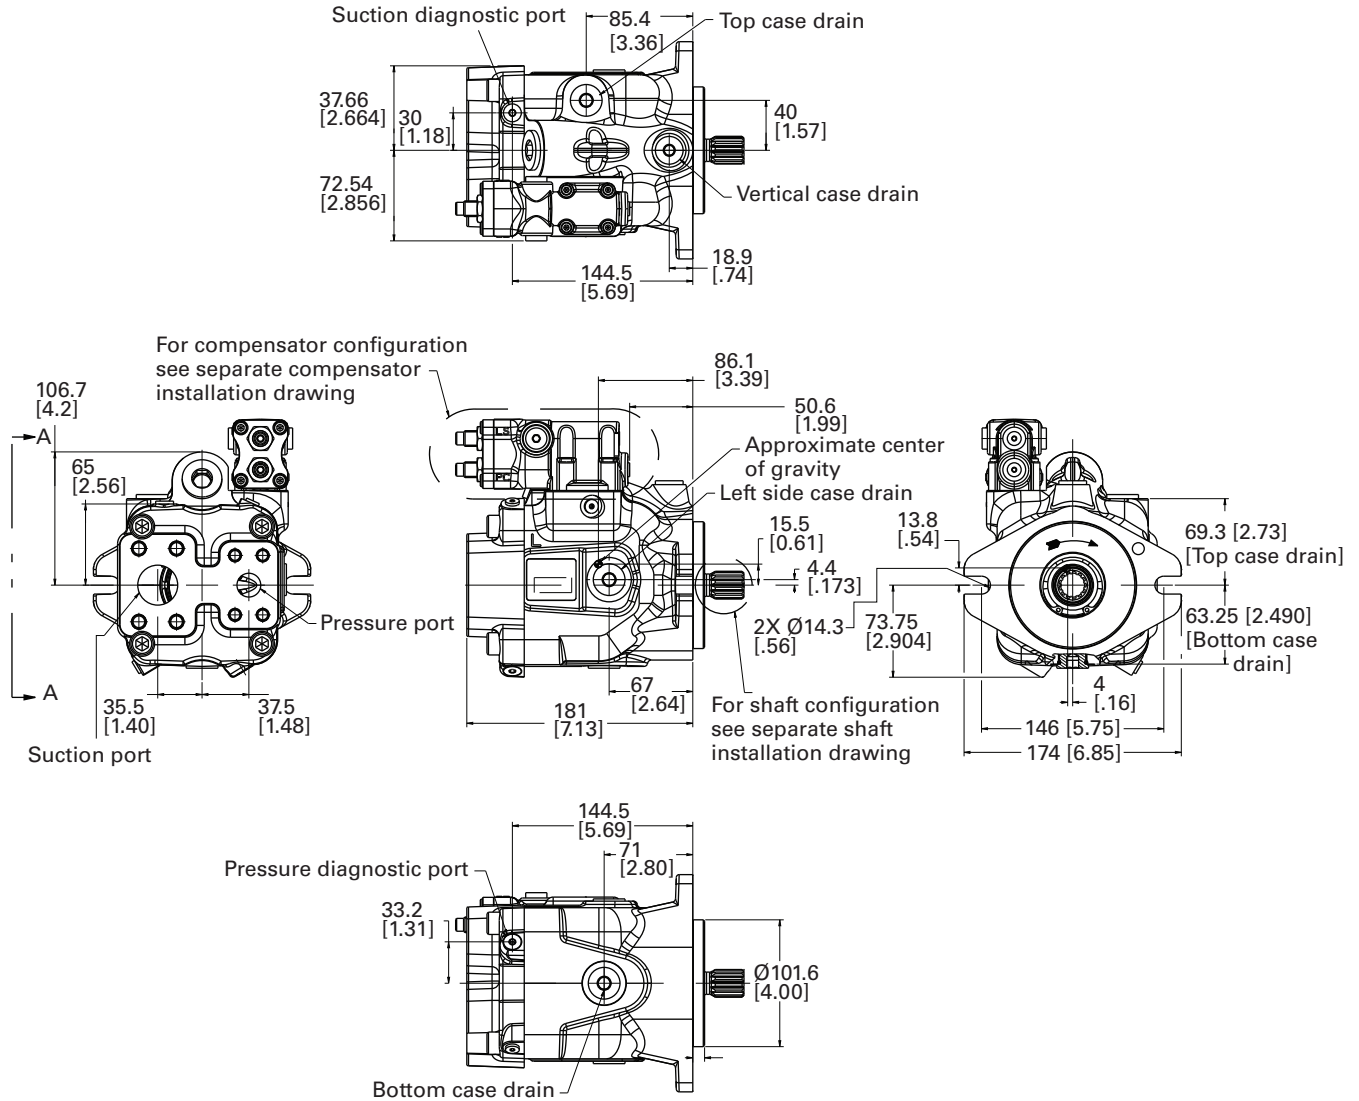 Suction diagnostic port
85.4
[3.36]
Top case drain
37.66
[2.664]
30
[1.18]
40
[1.57]
72.54
[2.856]
Vertical case drain
18.9
[.74]
144.5
[5.69]
For compensator configuration
see separate compensator
installation drawing
86.1
[3.39]
106.7
[4.2]
A
50.6
[1.99]
LS
Approximate center
of gravity
65
[2.56]
PC
Left side case drain
15.5
[0.61]
13.8
[.54]
69.3 [2.73]
[Top case drain]
4.4
[.173]
Pressure port
2X Ø14.3
[.56]
73.75
[2.904]
63.25 [2.490]
[Bottom case
drain]
A
35.5
[1.40]
37.5
[1.48]
67
[2.64]
181
[7.13]
4
[.16]
For shaft configuration
see separate shaft
installation drawing
146 [5.75]
174 [6.85]
Suction port
144.5
[5.69]
71
[2.80]
Pressure diagnostic port
33.2
[1.31]
Ø101.6
[4.00]
Bottom case drain